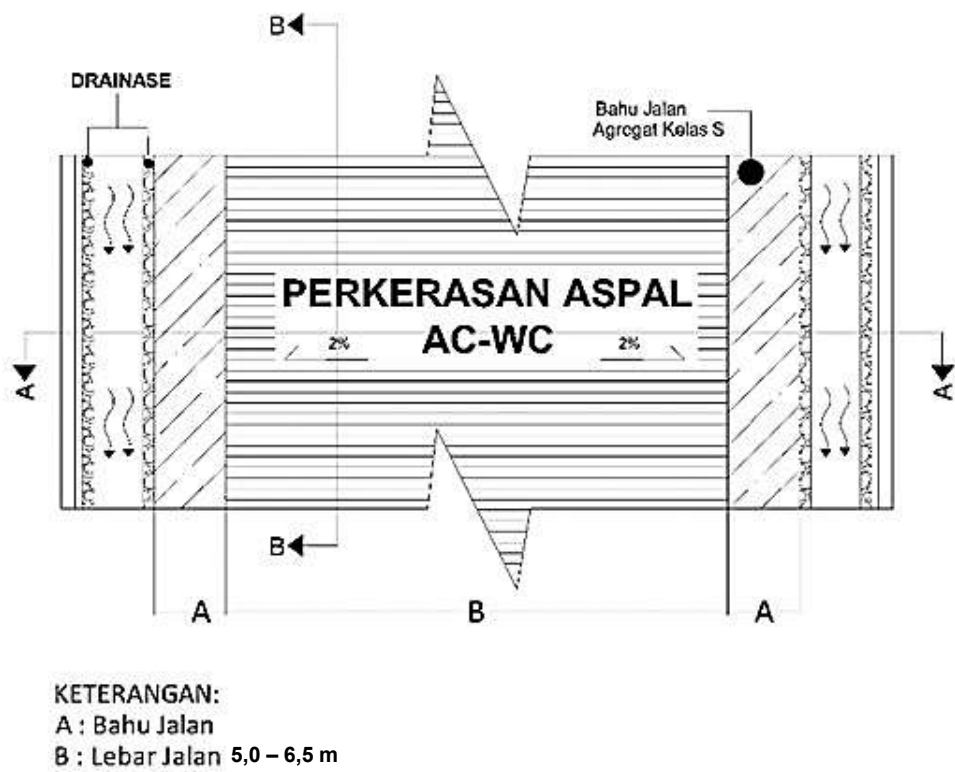 B
DRAINASE
Bahu Jalan
Agregat Kelas S
PERKERASAN ASPAL
AC-WC
2%
2%
A
A
B
A
B
A
KETERANGAN:
A : Bahu Jalan
B : Lebar Jalan 5,0 – 6,5 m